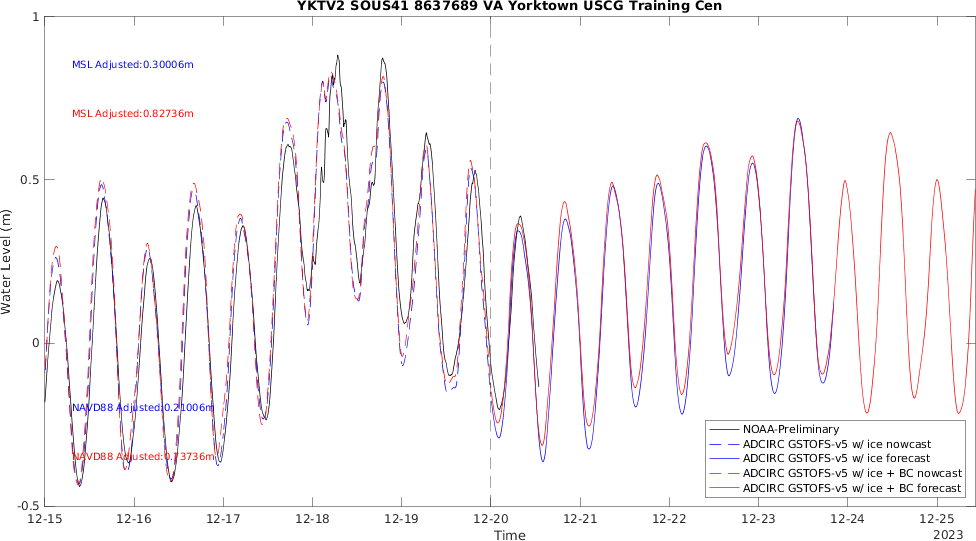 YKTV2 SOUS41 8637689 VA Yorktown USCG Training Cen
Water Level (m)
1
0.5
0
-0.5
MSL Adjusted:0.30006m
MSL Adjusted:0.82736m
NAVD88 Adjusted:0.21006m
NAVD88 Adjusted:0.73736m
NOAA-Preliminary
ADCIRC GSTOFS-v5 w/ ice nowcast
ADCIRC GSTOFS-v5 w/ ice forecast
ADCIRC GSTOFS-v5 w/ ice + BC nowcast
ADCIRC GSTOFS-v5 w/ ice + BC forecast
12-15 12-16 12-17 12-18 12-19 12-20 12-21 12-22 12-23 12-24 12-25
Time
2023